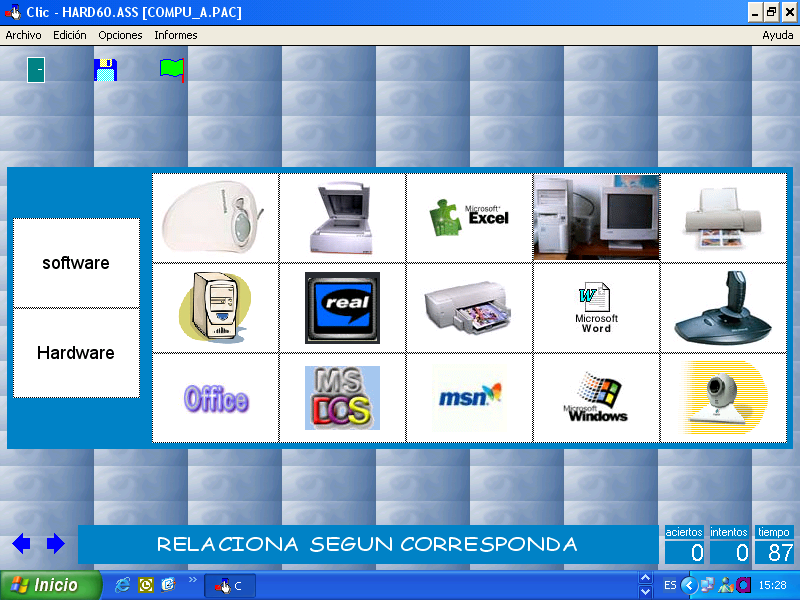 Clic - HARD60.ASS [COMPU_A.PAC]
Archivo Edición Opciones Informes Ayuda
software
Hardware
Microsoft
Excel
real
Microsoft
Word
Office
MS
DOS
msn
Microsoft
Windows
RELACIONA SEGUN CORRESPONDA
aciertos intentos tiempo
0 0 87
Inicio
» C ES 15:28